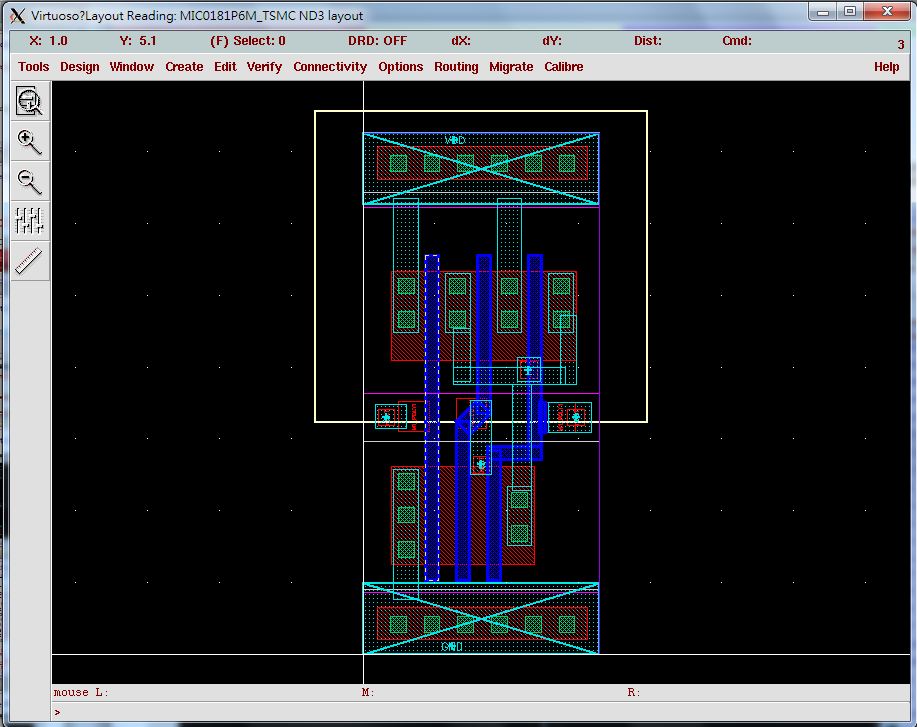 Virtuoso?Layout Reading: MIC0181P6M_TSMC ND3 layout
X: 1.0 Y: 5.1 (F) Select: 0 DRD: OFF dX: dY: Dist: Cmd: 3
Tools Design Window Create Edit Verify Connectivity Options Routing Migrate Calibre Help
VDD
GND
mouse L: M: R:
>